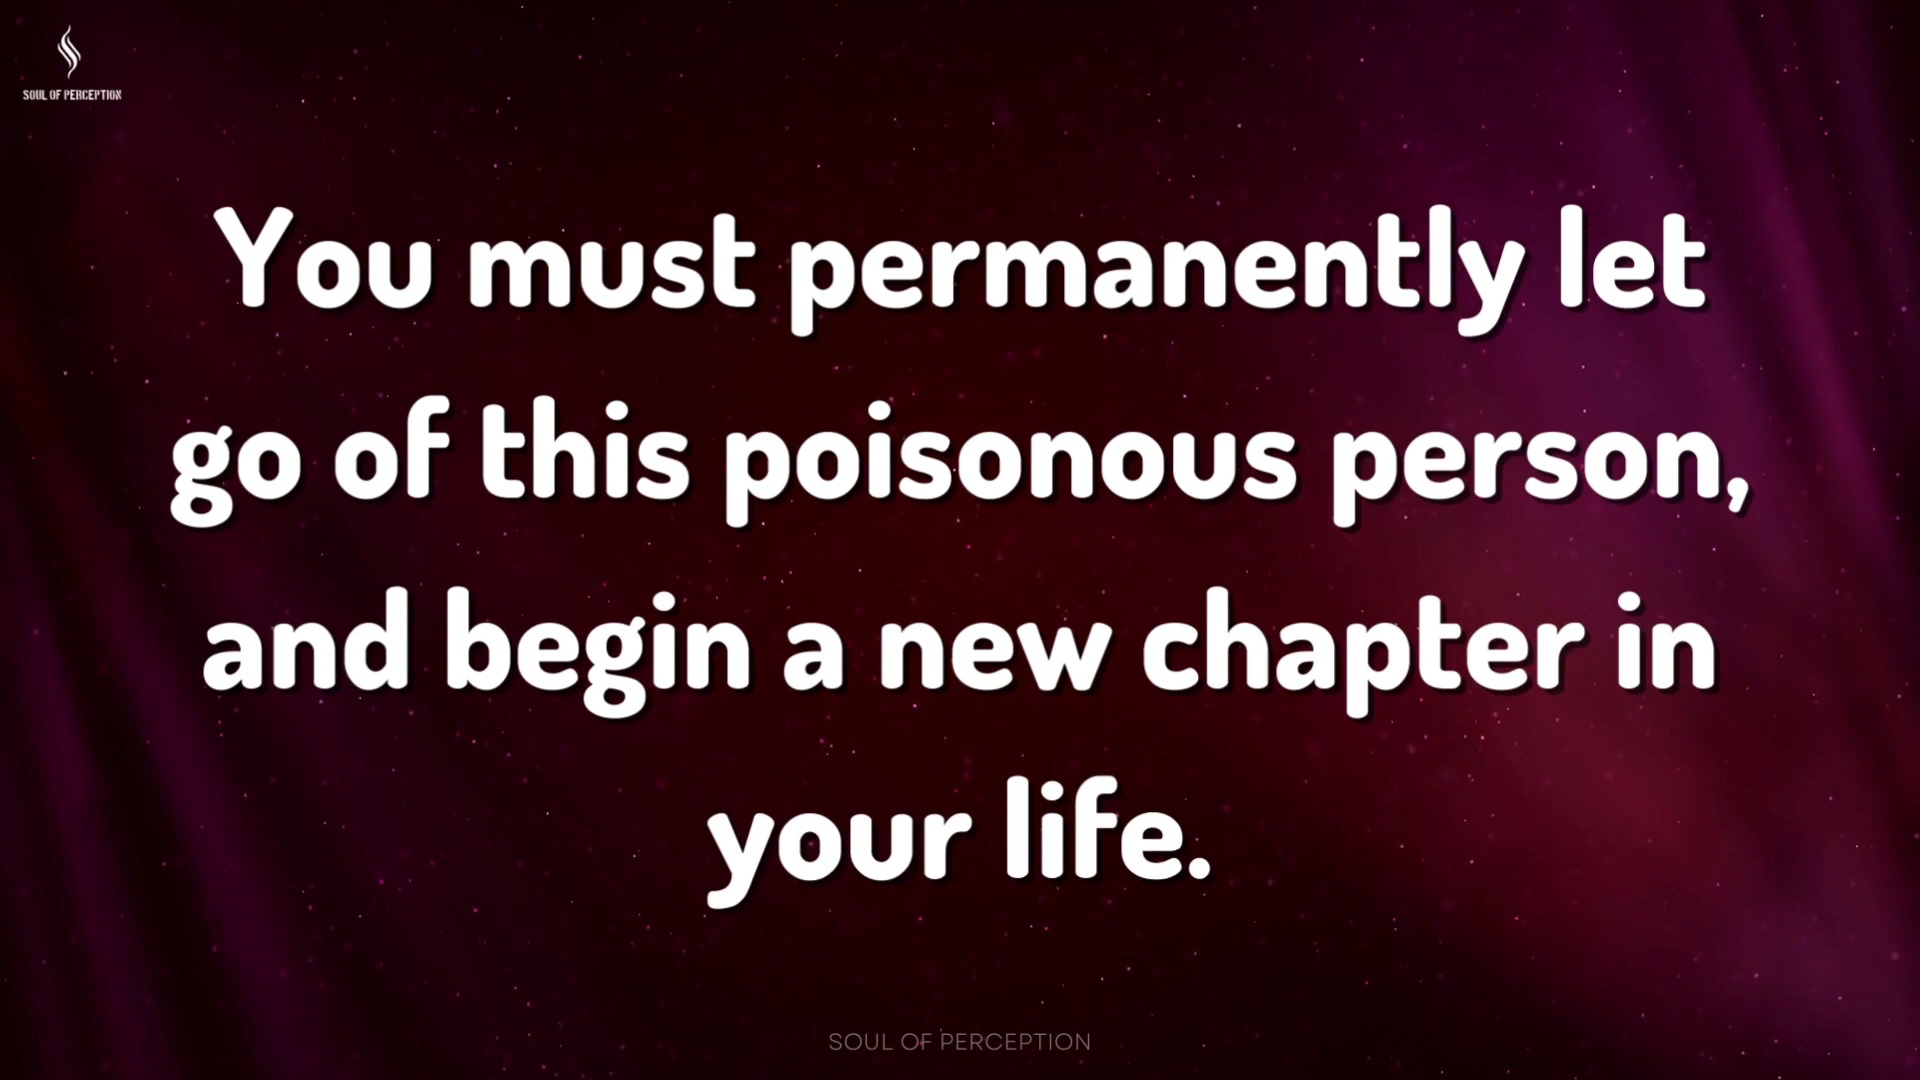 SOUL OF PERCEPTION
You must permanently let
go of this poisonous person,
and begin a new chapter in
your life.
SOUL OF PERCEPTION